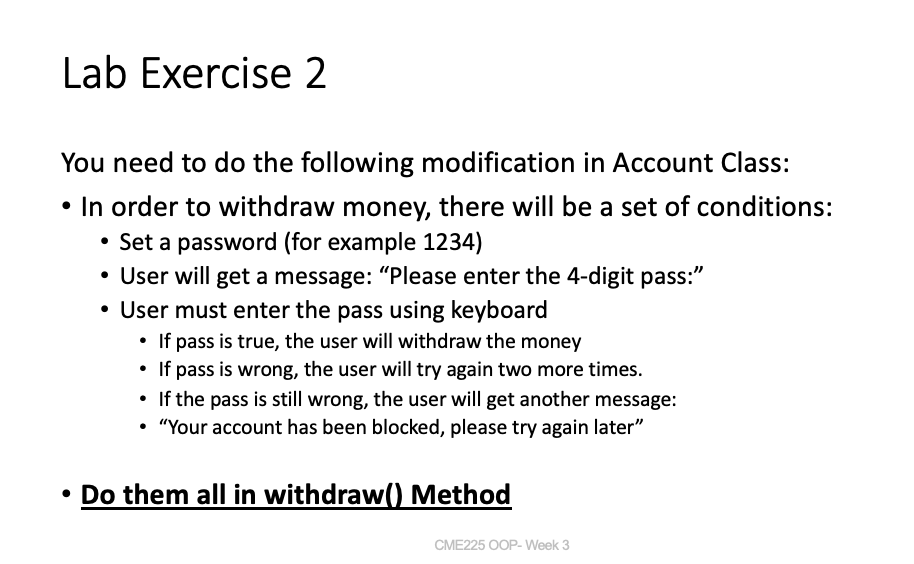 Lab Exercise 2
You need to do the following modification in Account Class:
• In order to withdraw money, there will be a set of conditions:
• Set a password (for example 1234)
• User will get a message: “Please enter the 4-digit pass:”
• User must enter the pass using keyboard
• If pass is true, the user will withdraw the money
• If pass is wrong, the user will try again two more times.
• If the pass is still wrong, the user will get another message:
• “Your account has been blocked, please try again later”
• Do them all in withdraw() Method
CME225 OOP- Week 3